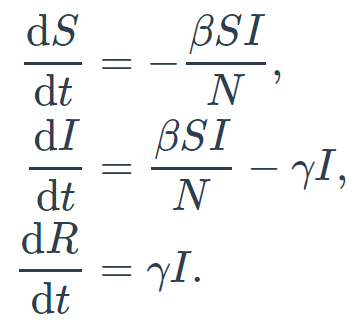 dS/dt = −βSI/N,
dI/dt = βSI/N − γI,
dR/dt = γI.